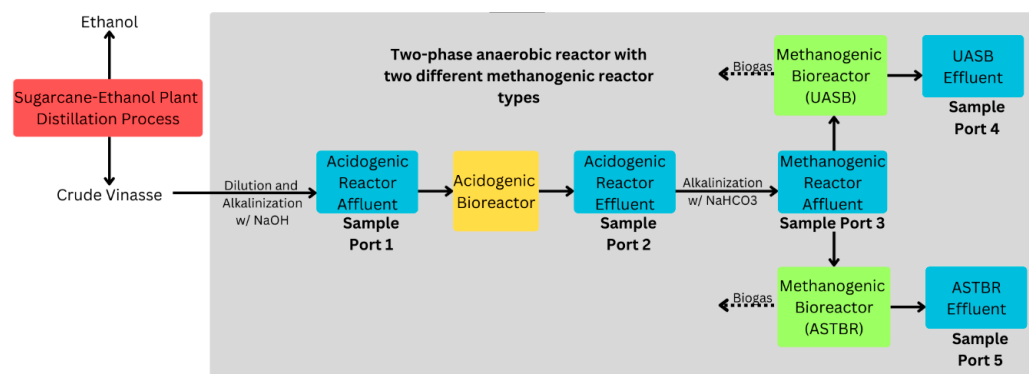 Ethanol
Sugarcane-Ethanol Plant
Distillation Process
Crude Vinasse
Two-phase anaerobic reactor with
two different methanogenic reactor
types
Dilution and
Alkalinization
w/ NaOH
Acidogenic
Reactor
Affluent
Sample
Port 1
Acidogenic
Bioreactor
Acidogenic
Reactor
Effluent
Sample
Port 2
Alkalinization
w/ NaHCO3
Methanogenic
Reactor
Affluent
Sample Port 3
Biogas
Methanogenic
Bioreactor
(UASB)
UASB
Effluent
Sample
Port 4
Biogas
Methanogenic
Bioreactor
(ASTBR)
ASTBR
Effluent
Sample
Port 5